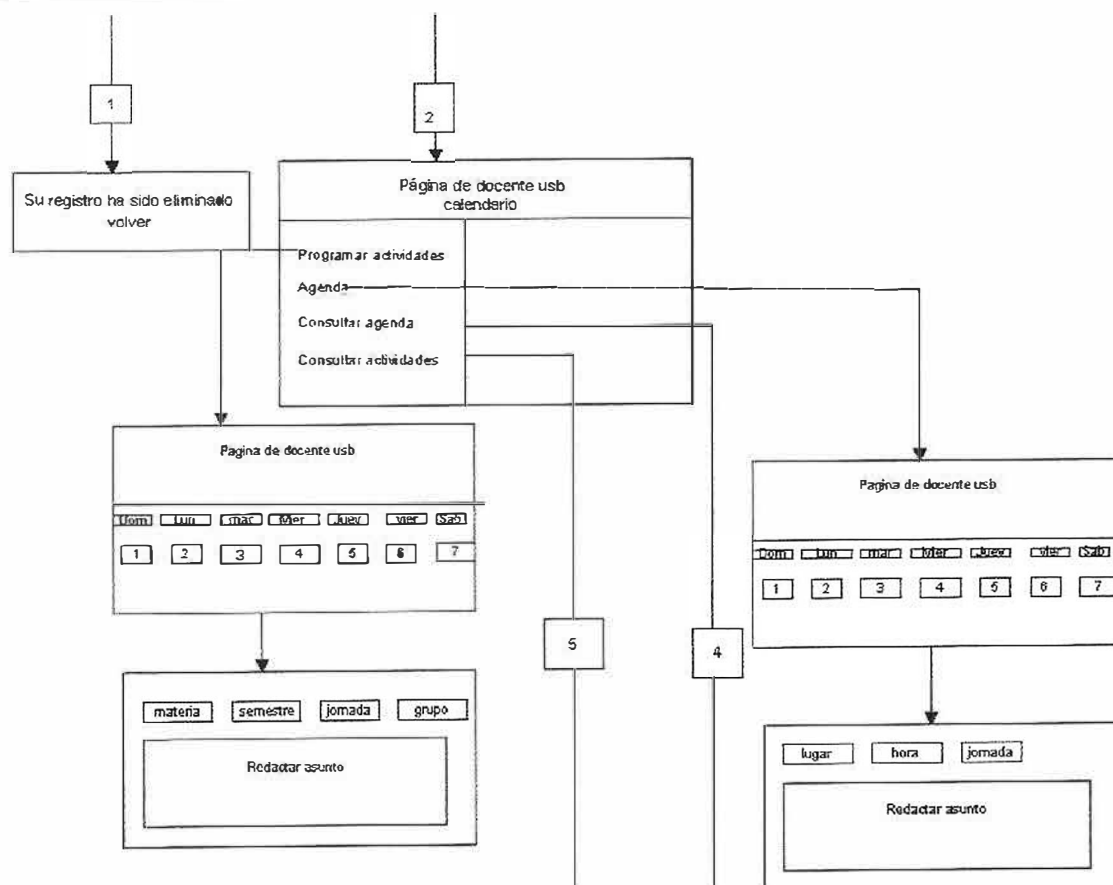 1
2
Su registro ha sido eliminado
volver
Página de docente usb
calendario
Programar actividades
Agenda
Consultar agenda
Consultar actividades
Pagina de docente usb
Dom Lun mar Mier Juev vier Sab
1 2 3 4 5 6 7
materia semestre jornada grupo
Redactar asunto
5
4
Pagina de docente usb
Dom Lun mar Mier Juev vier Sab
1 2 3 4 5 6 7
lugar hora jornada
Redactar asunto